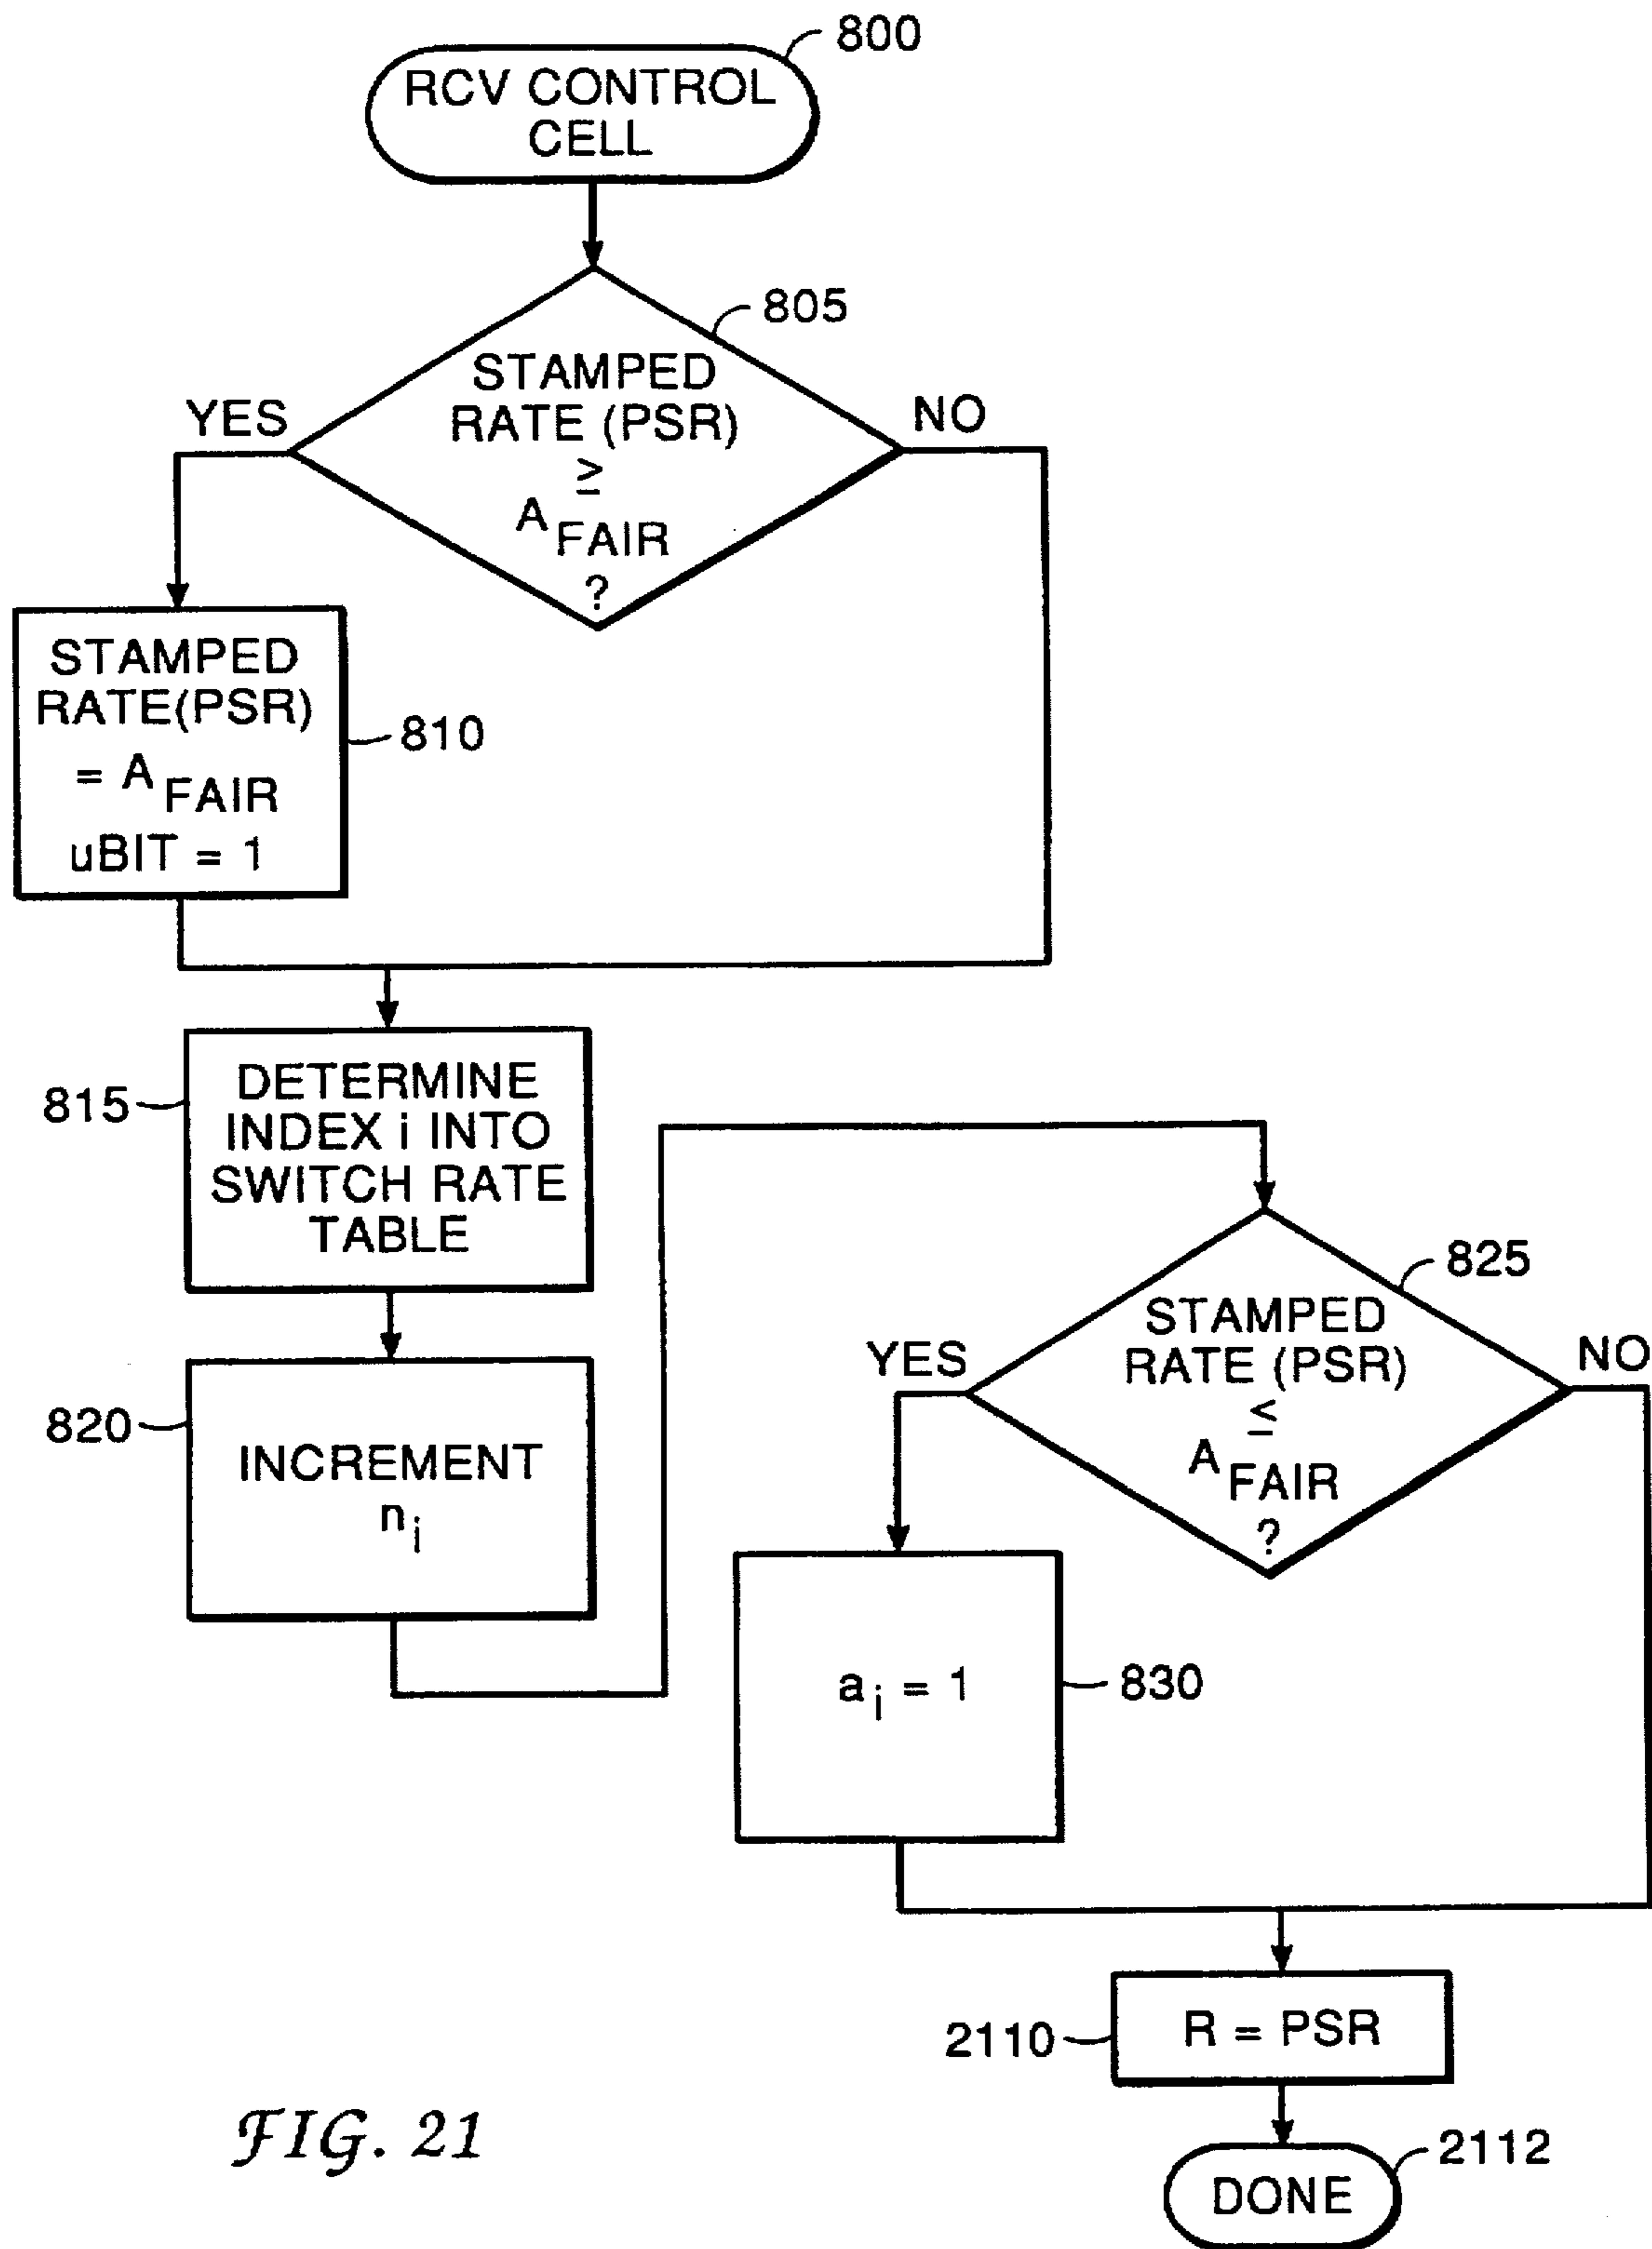 800
RCV CONTROL
CELL
805
STAMPED
RATE (PSR)
≥
A FAIR
?
YES
NO
STAMPED
RATE(PSR)
= A FAIR
uBIT = 1
810
815
DETERMINE
INDEX i INTO
SWITCH RATE
TABLE
820
INCREMENT
n i
825
STAMPED
RATE (PSR)
≤
A FAIR
?
YES
NO
a i = 1
830
2110
R = PSR
2112
DONE
FIG. 21